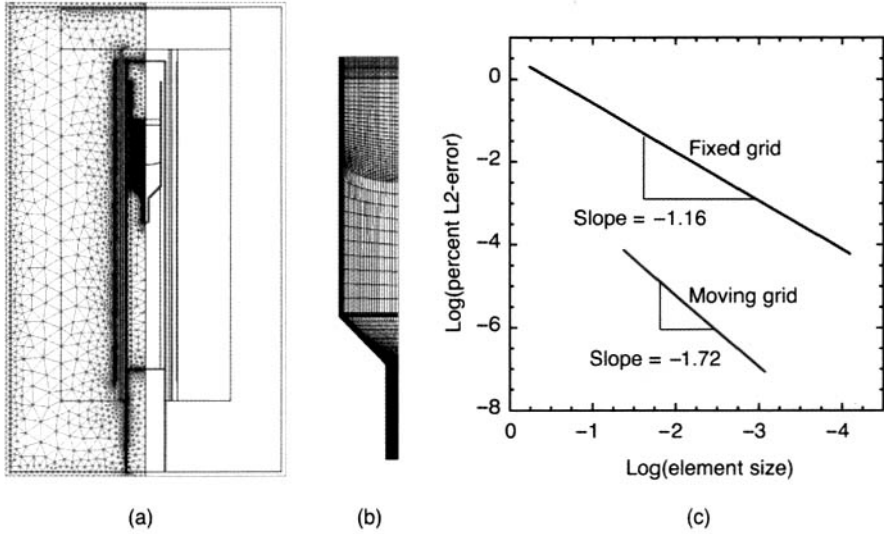 0
−2
−4
−6
−8
Log(percent L2-error)
Fixed grid
Slope = −1.16
Moving grid
Slope = −1.72
0
−1
−2
−3
−4
Log(element size)
(a)
(b)
(c)